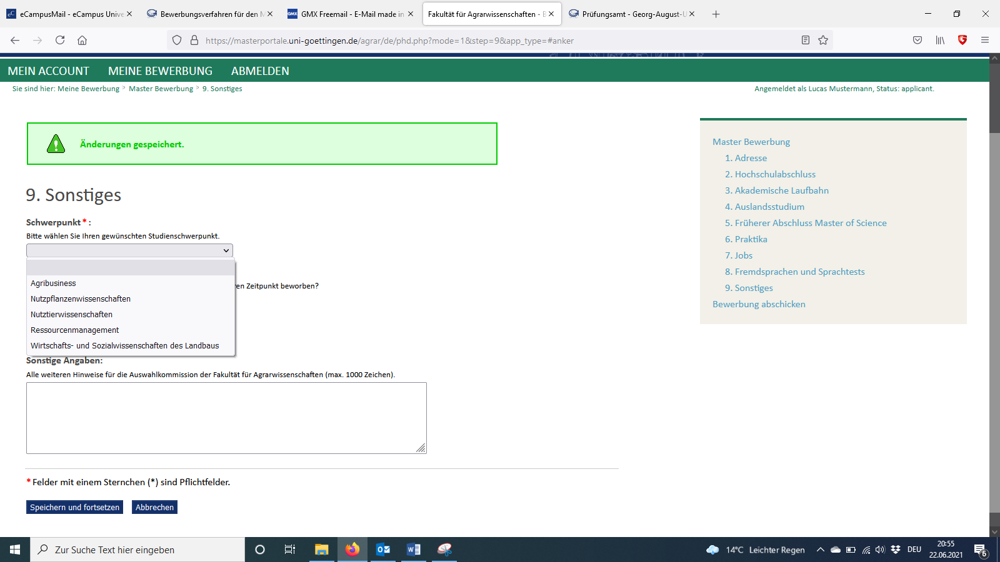 eCampusMail - eCampus Unive
Bewerbungsverfahren für den M
GMX Freemail - E-Mail made in
Fakultät für Agrarwissenschaften - B
Prüfungsamt - Georg-August-U
https://masterportale.uni-goettingen.de/agrar/de/phd.php?mode=1&step=9&app_type=#anker
MEIN ACCOUNT MEINE BEWERBUNG ABMELDEN
Sie sind hier: Meine Bewerbung > Master Bewerbung > 9. Sonstiges
Angemeldet als Lucas Mustermann, Status: applicant.
Änderungen gespeichert.
9. Sonstiges
Schwerpunkt * :
Bitte wählen Sie Ihren gewünschten Studienschwerpunkt.
Agribusiness
ren Zeitpunkt beworben?
Nutzpflanzenwissenschaften
Nutztierwissenschaften
Ressourcenmanagement
Wirtschafts- und Sozialwissenschaften des Landbaus
Sonstige Angaben:
Alle weiteren Hinweise für die Auswahlkommission der Fakultät für Agrarwissenschaften (max. 1000 Zeichen).
* Felder mit einem Sternchen (*) sind Pflichtfelder.
Speichern und fortsetzen
Abbrechen
Master Bewerbung
1. Adresse
2. Hochschulabschluss
3. Akademische Laufbahn
4. Auslandsstudium
5. Früherer Abschluss Master of Science
6. Praktika
7. Jobs
8. Fremdsprachen und Sprachtests
9. Sonstiges
Bewerbung abschicken
Zur Suche Text hier eingeben
14°C Leichter Regen
DEU
20:55
22.06.2021
6